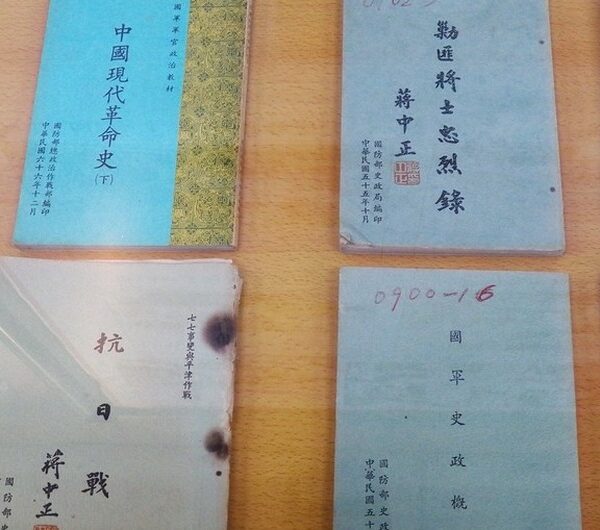 國軍軍官政治教材
中國現代革命史(下)
國防部總政治作戰部編印
中華民國六十六年十二月
勦匪將士忠烈錄
蔣中正
國防部史政局編印
中華民國五十五年十月
七七事變與平津作戰
抗日戰
蔣中正
國防部
0900-16
國軍史政概
國防部史政
中華民國五十